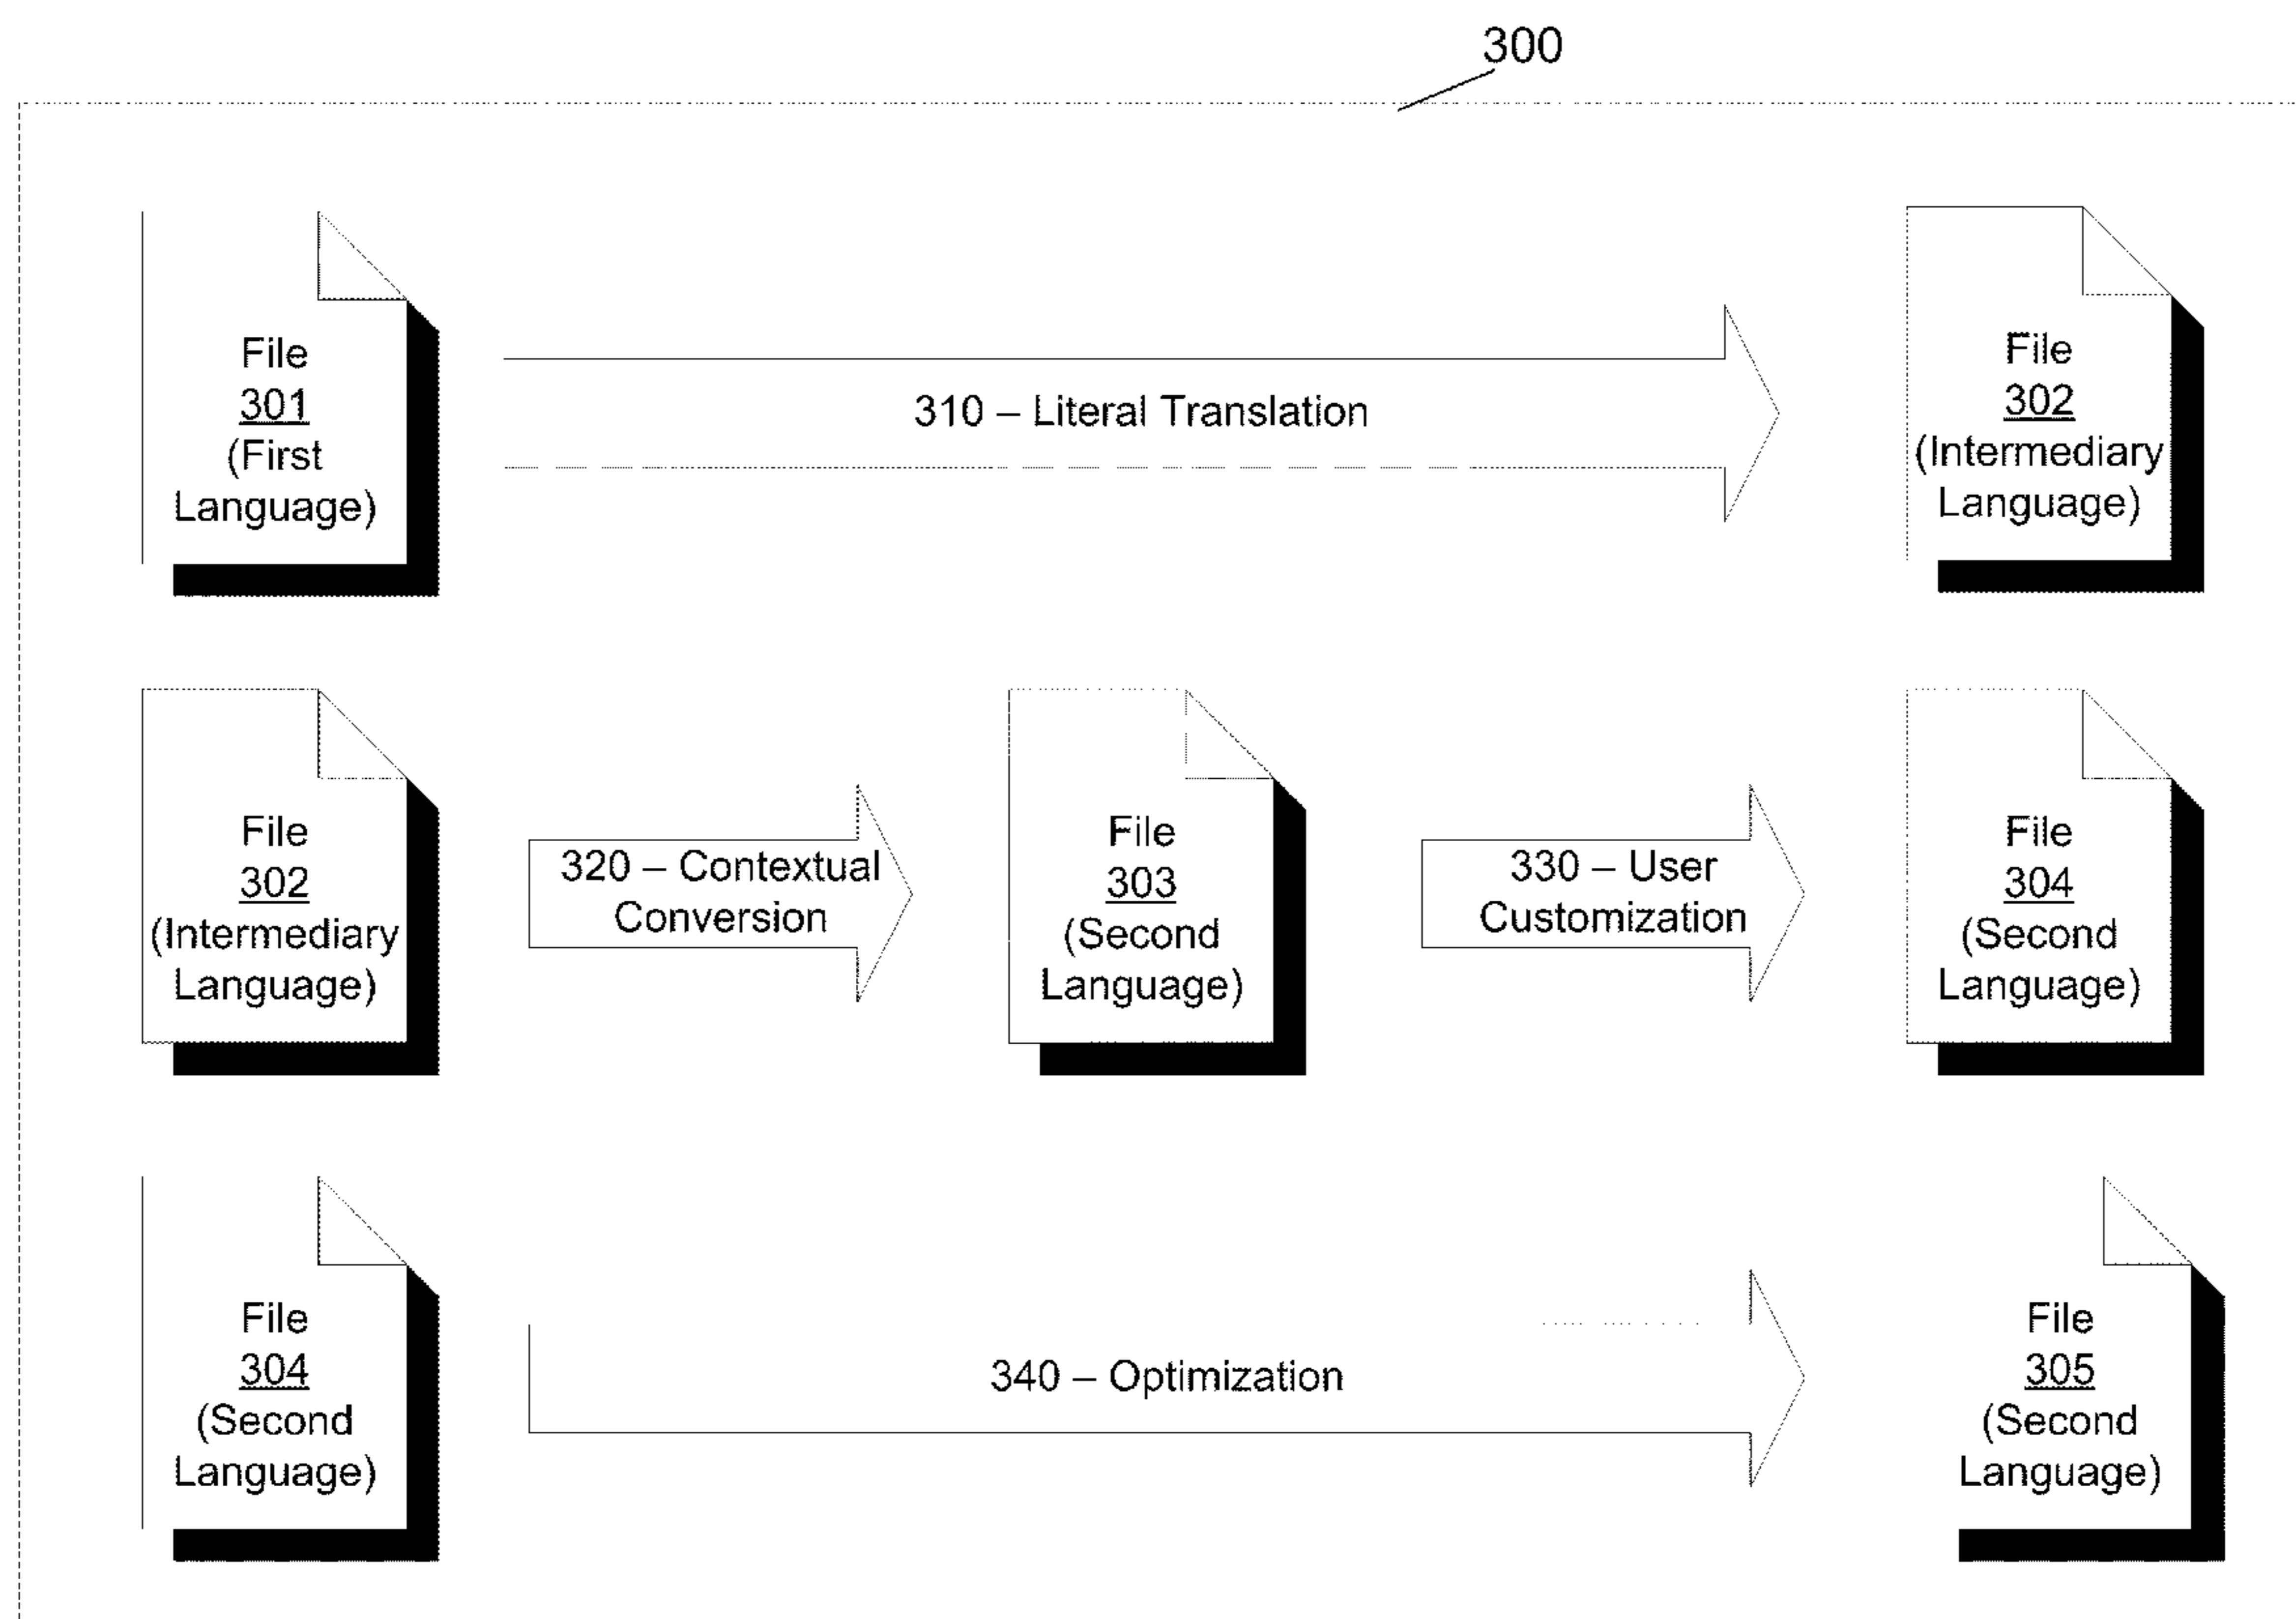 300
File
301
(First
Language)
310 – Literal Translation
File
302
(Intermediary
Language)
File
302
(Intermediary
Language)
320 – Contextual
Conversion
File
303
(Second
Language)
330 – User
Customization
File
304
(Second
Language)
File
304
(Second
Language)
340 – Optimization
File
305
(Second
Language)